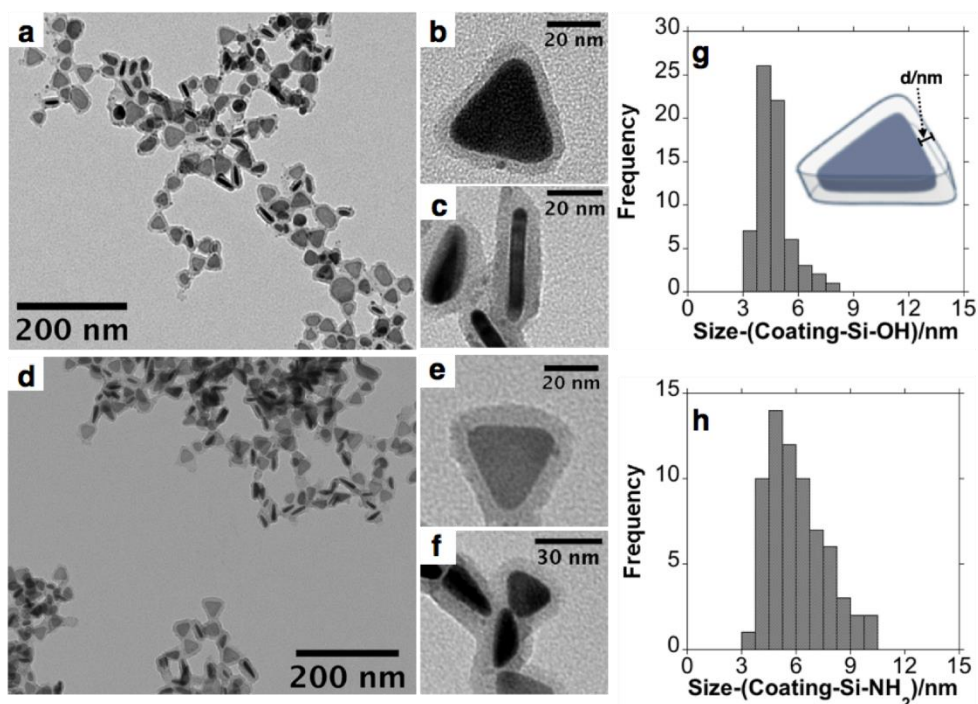 a
200 nm
b
20 nm
c
20 nm
d
200 nm
e
20 nm
f
30 nm
g
d/nm
Frequency
30
25
20
15
10
5
0
3 6 9 12 15
Size-(Coating-Si-OH)/nm
h
Frequency
15
10
5
0
0 3 6 9 12 15
Size-(Coating-Si-NH₂)/nm